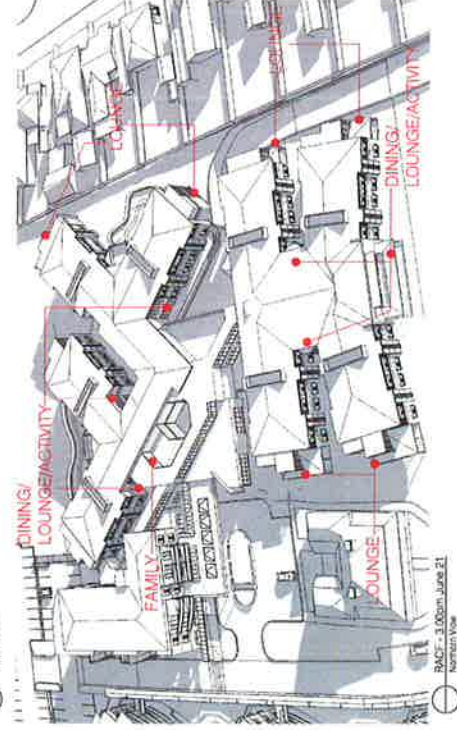 LOUNGE
LOUNGE
DINING/
LOUNGE/ACTIVITY
FAMILY
DINING/
LOUNGE/ACTIVITY
LOUNGE
RACF - 3.00pm June 21
Northern View